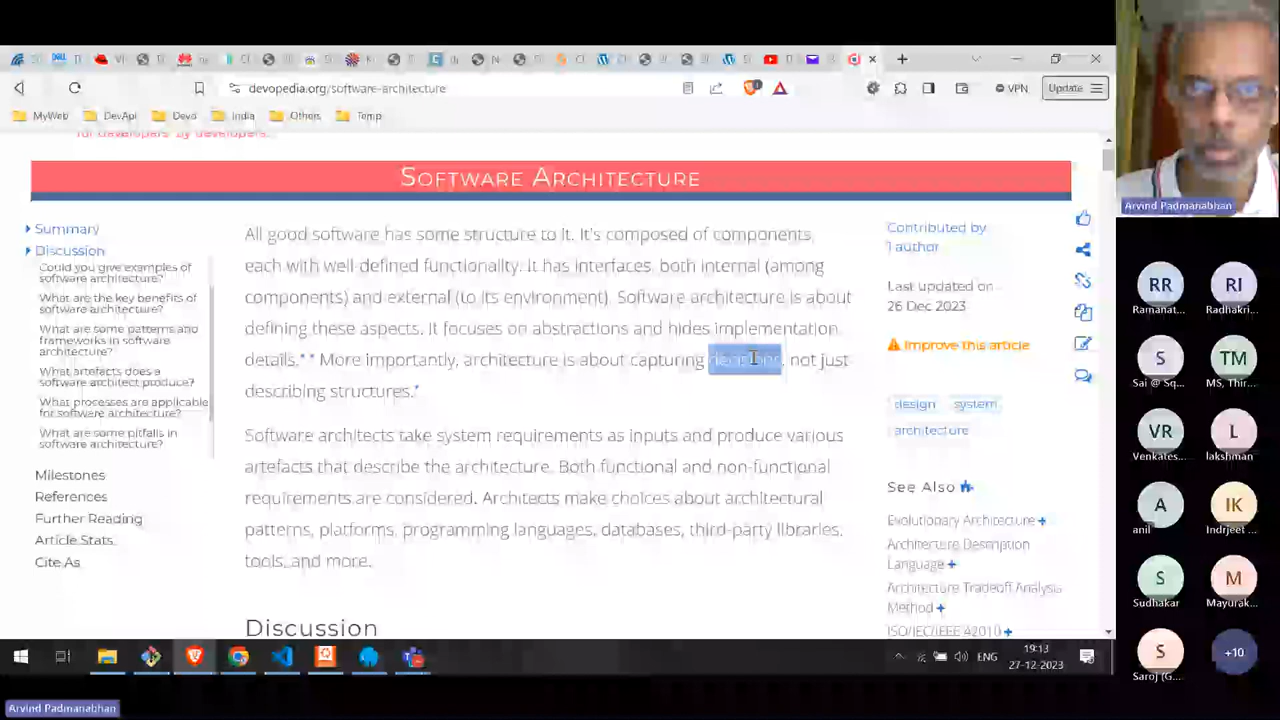 devopedia.org/software-architecture
VPN
Update
MyWeb
DevApi
Devo
India
Others
Temp
for developers. By developers.
SOFTWARE ARCHITECTURE
Summary
Discussion
Could you give examples of
software architecture?
What are the key benefits of
software architecture?
What are some patterns and
frameworks in software
architecture?
What artefacts does a
software architect produce?
What processes are applicable
for software architecture?
What are some pitfalls in
software architecture?
Milestones
References
Further Reading
Article Stats
Cite As
All good software has some structure to it. It's composed of components,
each with well-defined functionality. It has interfaces, both internal (among
components) and external (to its environment). Software architecture is about
defining these aspects. It focuses on abstractions and hides implementation
details.* * More importantly, architecture is about capturing decisions, not just
describing structures.*
Software architects take system requirements as inputs and produce various
artefacts that describe the architecture. Both functional and non-functional
requirements are considered. Architects make choices about architectural
patterns, platforms, programming languages, databases, third-party libraries,
tools, and more.
Discussion
Contributed by
1 author
Last updated on
26 Dec 2023
Improve this article
design system
architecture
See Also
Evolutionary Architecture +
Architecture Description
Language +
Architecture Tradeoff Analysis
Method +
ISO/IEC/IEEE 42010 +
ENG
19:13
27-12-2023
Arvind Padmanabhan
RR
RI
Ramanat...
Radhakri...
S
TM
Sai @ Sq...
MS, Thir...
VR
L
Venkates...
lakshman
A
IK
anil
Indrjeet ...
S
M
Sudhakar
Mayurak...
S
+10
Saroj (G...
Arvind Padmanabhan